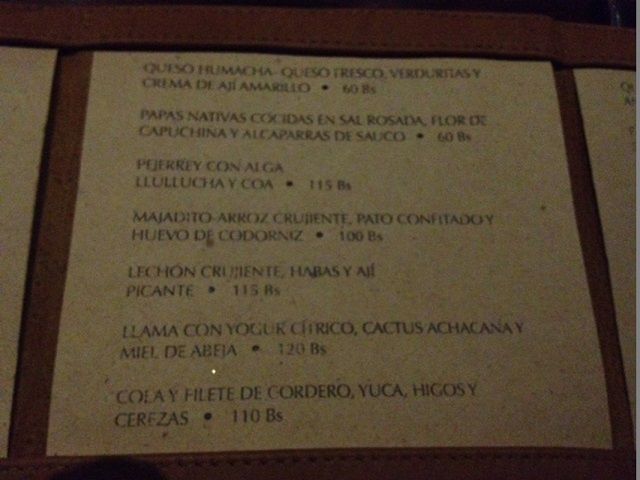 QUESO HUMACHA- QUESO FRESCO, VERDURITAS Y
CREMA DE AJÍ AMARILLO • 60 Bs
PAPAS NATIVAS COCIDAS EN SAL ROSADA, FLOR DE
CAPUCHINA Y ALCAPARRAS DE SAUCO • 60 Bs
PEJERREY CON ALGA
LLULLUCHA Y COA • 115 Bs
MAJADITO-ARROZ CRUJIENTE, PATO CONFITADO Y
HUEVO DE CODORNIZ • 100 Bs
LECHÓN CRUJIENTE, HABAS Y AJÍ
PICANTE • 115 Bs
LLAMA CON YOGUR CÍTRICO, CACTUS ACHACANA Y
MIEL DE ABEJA • 120 Bs
COLA Y FILETE DE CORDERO, YUCA, HIGOS Y
CEREZAS • 110 Bs